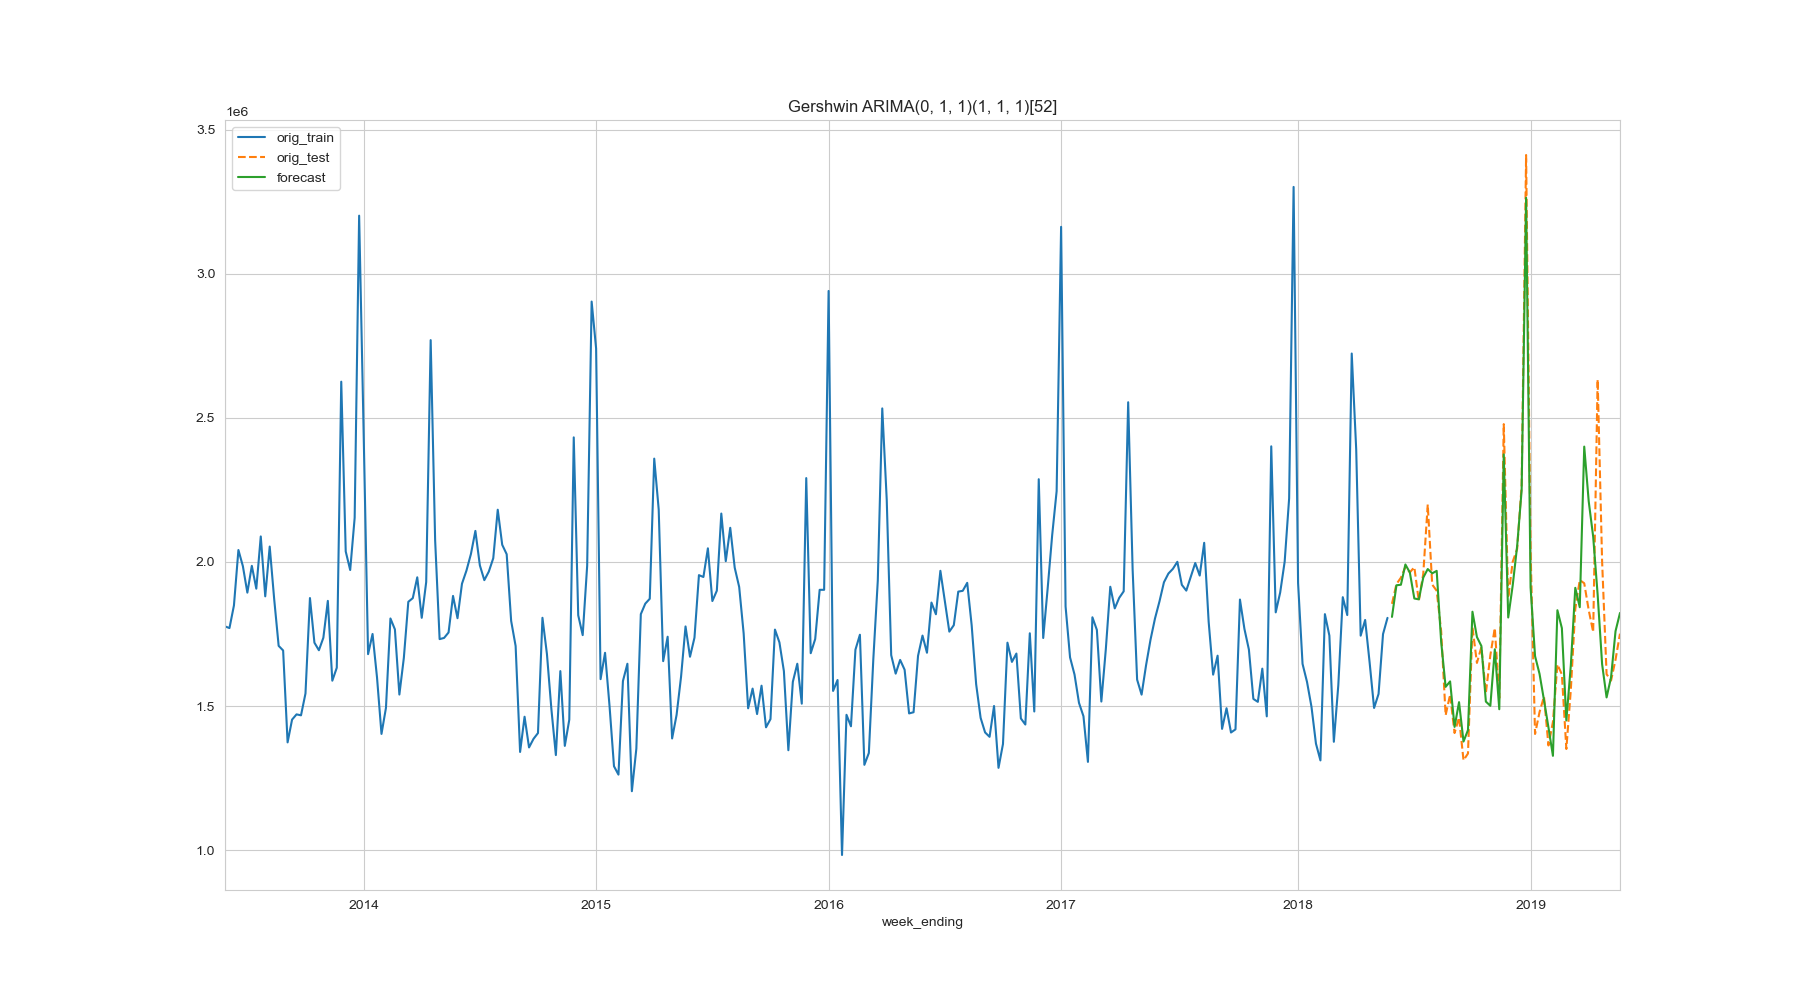 Gershwin ARIMA(0, 1, 1)(1, 1, 1)[52]
1e6
3.5
3.0
2.5
2.0
1.5
1.0
orig_train
orig_test
forecast
2014 2015 2016 2017 2018 2019
week_ending